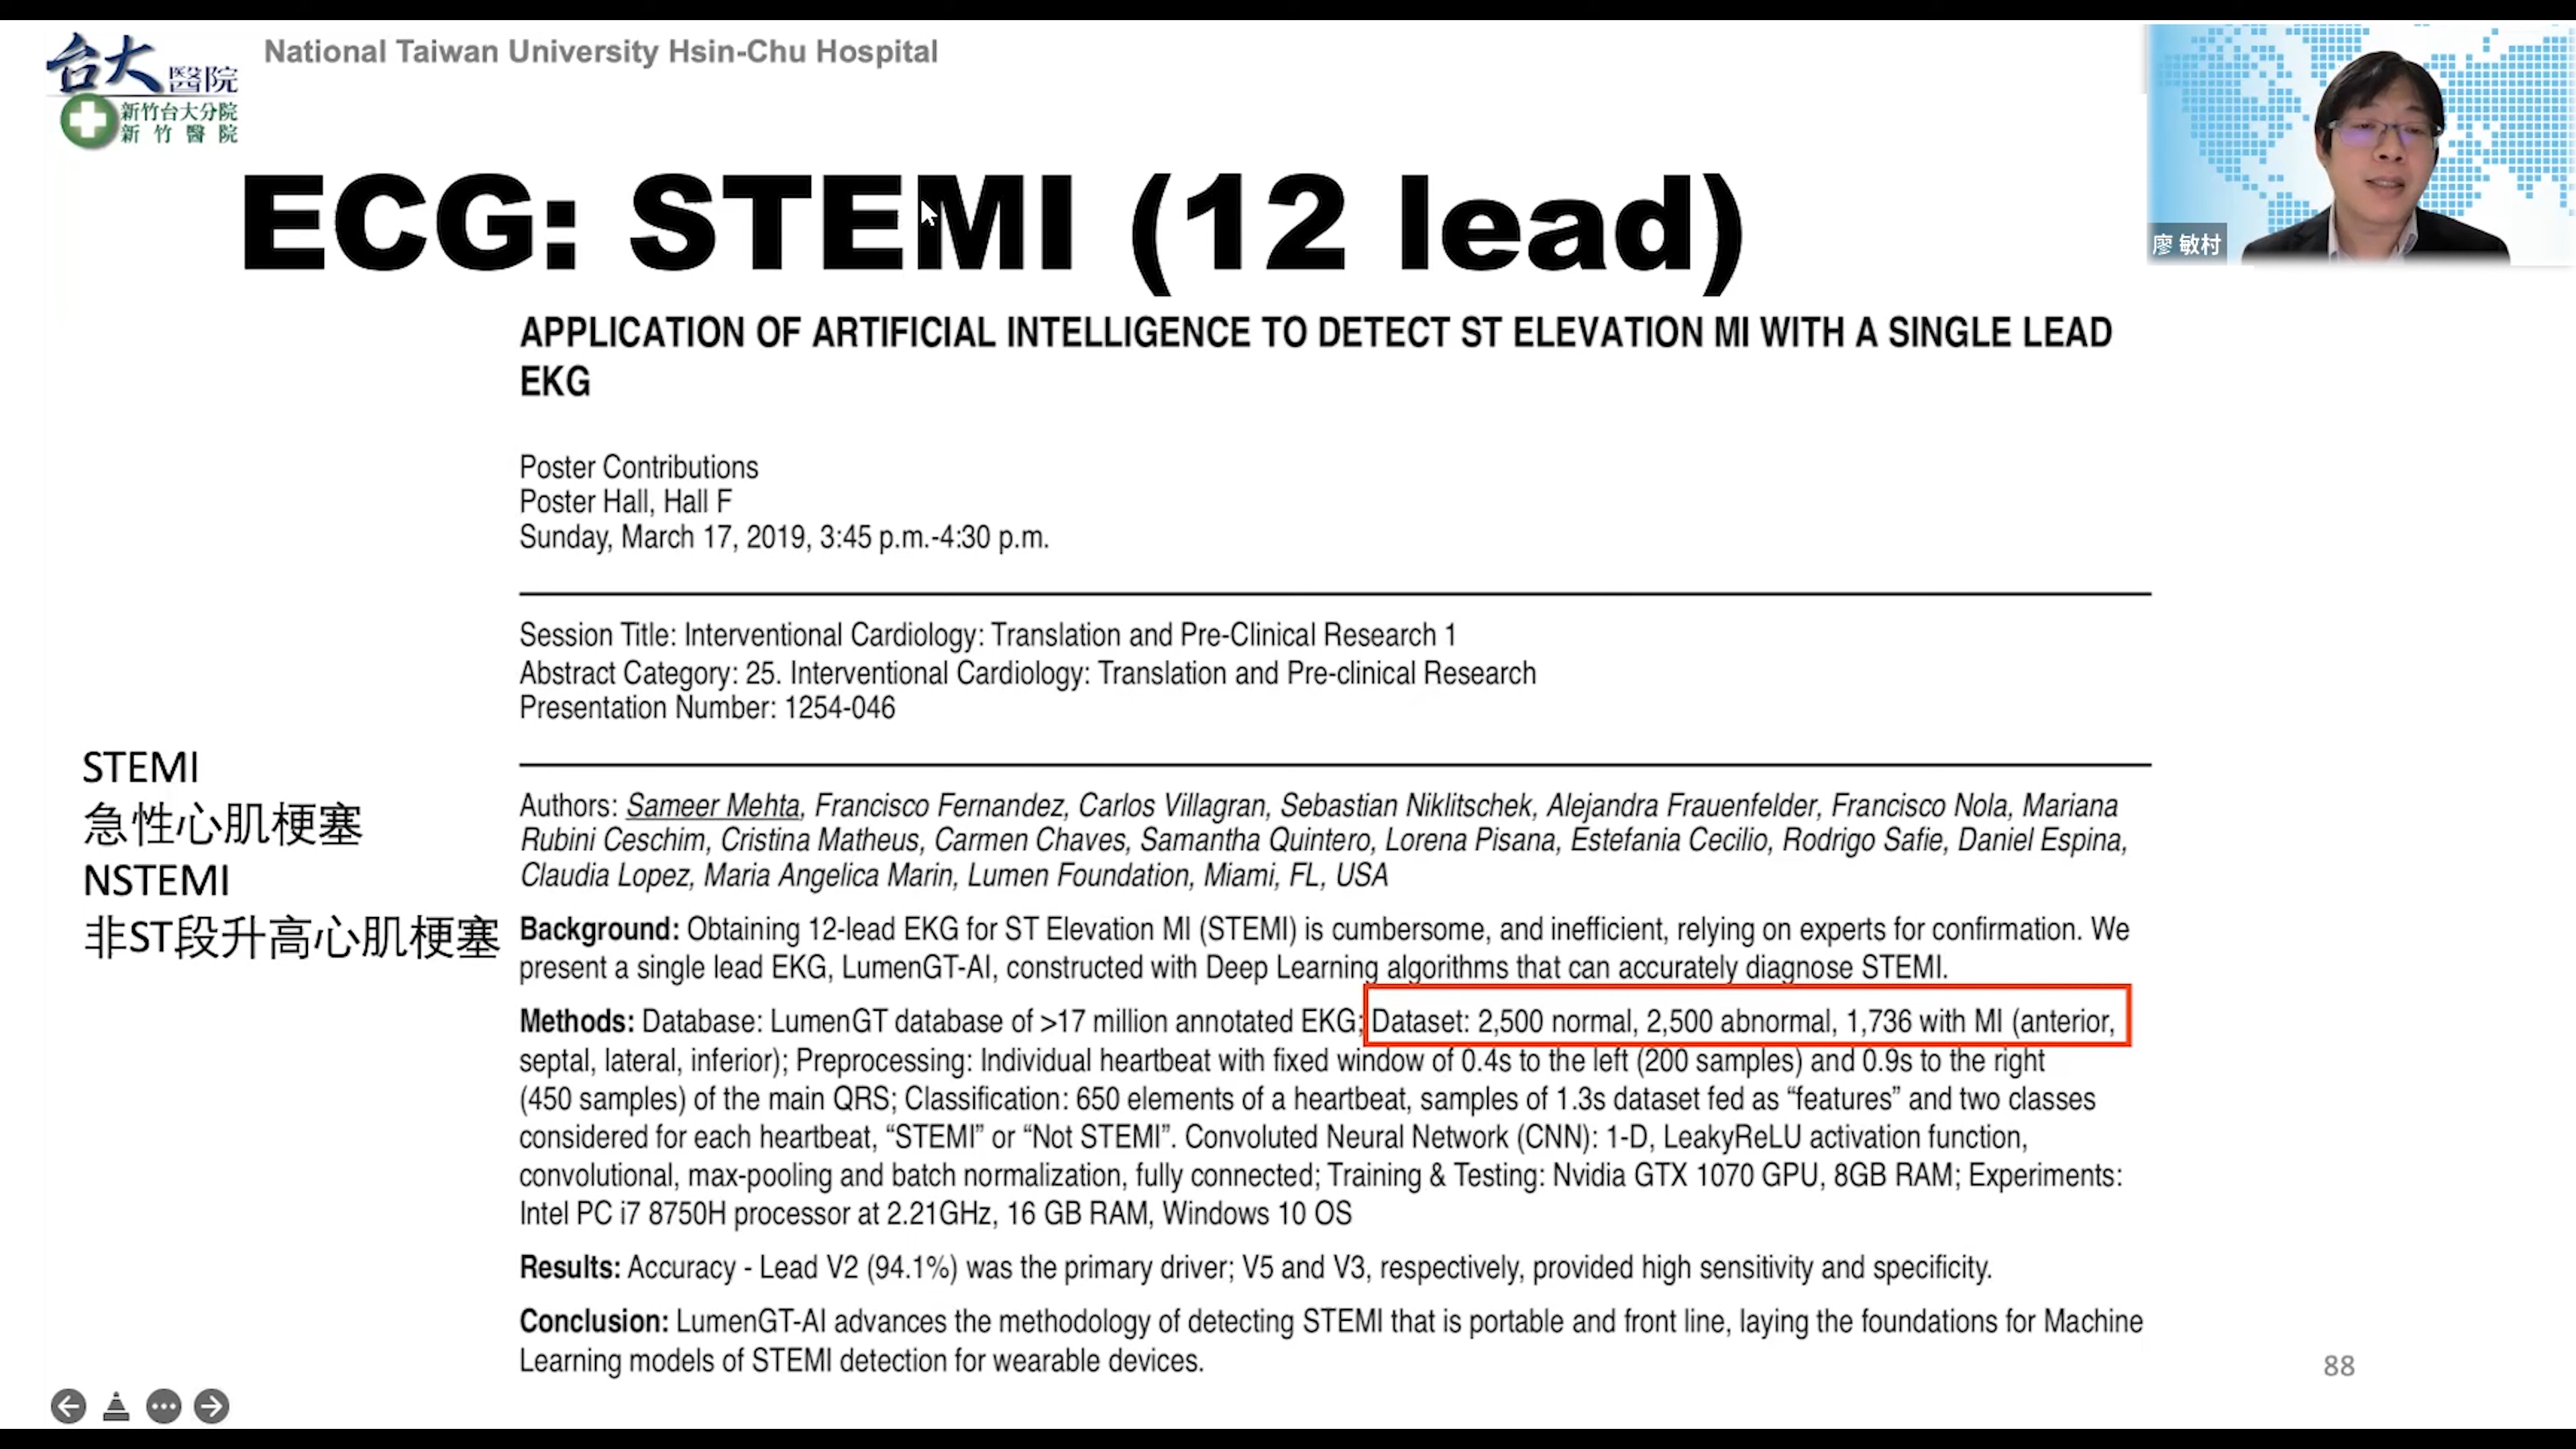 台大醫院
新竹台大分院
新竹醫院
National Taiwan University Hsin-Chu Hospital
廖 敏村
ECG: STEMI (12 lead)
APPLICATION OF ARTIFICIAL INTELLIGENCE TO DETECT ST ELEVATION MI WITH A SINGLE LEAD
EKG
Poster Contributions
Poster Hall, Hall F
Sunday, March 17, 2019, 3:45 p.m.-4:30 p.m.
Session Title: Interventional Cardiology: Translation and Pre-Clinical Research 1
Abstract Category: 25. Interventional Cardiology: Translation and Pre-clinical Research
Presentation Number: 1254-046
STEMI
急性心肌梗塞
NSTEMI
非ST段升高心肌梗塞
Authors: Sameer Mehta, Francisco Fernandez, Carlos Villagran, Sebastian Niklitschek, Alejandra Frauenfelder, Francisco Nola, Mariana
Rubini Ceschim, Cristina Matheus, Carmen Chaves, Samantha Quintero, Lorena Pisana, Estefania Cecilio, Rodrigo Safie, Daniel Espina,
Claudia Lopez, Maria Angelica Marin, Lumen Foundation, Miami, FL, USA
Background: Obtaining 12-lead EKG for ST Elevation MI (STEMI) is cumbersome, and inefficient, relying on experts for confirmation. We
present a single lead EKG, LumenGT-AI, constructed with Deep Learning algorithms that can accurately diagnose STEMI.
Methods: Database: LumenGT database of >17 million annotated EKG; Dataset: 2,500 normal, 2,500 abnormal, 1,736 with MI (anterior,
septal, lateral, inferior); Preprocessing: Individual heartbeat with fixed window of 0.4s to the left (200 samples) and 0.9s to the right
(450 samples) of the main QRS; Classification: 650 elements of a heartbeat, samples of 1.3s dataset fed as “features” and two classes
considered for each heartbeat, “STEMI” or “Not STEMI”. Convoluted Neural Network (CNN): 1-D, LeakyReLU activation function,
convolutional, max-pooling and batch normalization, fully connected; Training & Testing: Nvidia GTX 1070 GPU, 8GB RAM; Experiments:
Intel PC i7 8750H processor at 2.21GHz, 16 GB RAM, Windows 10 OS
Results: Accuracy - Lead V2 (94.1%) was the primary driver; V5 and V3, respectively, provided high sensitivity and specificity.
Conclusion: LumenGT-AI advances the methodology of detecting STEMI that is portable and front line, laying the foundations for Machine
Learning models of STEMI detection for wearable devices.
88